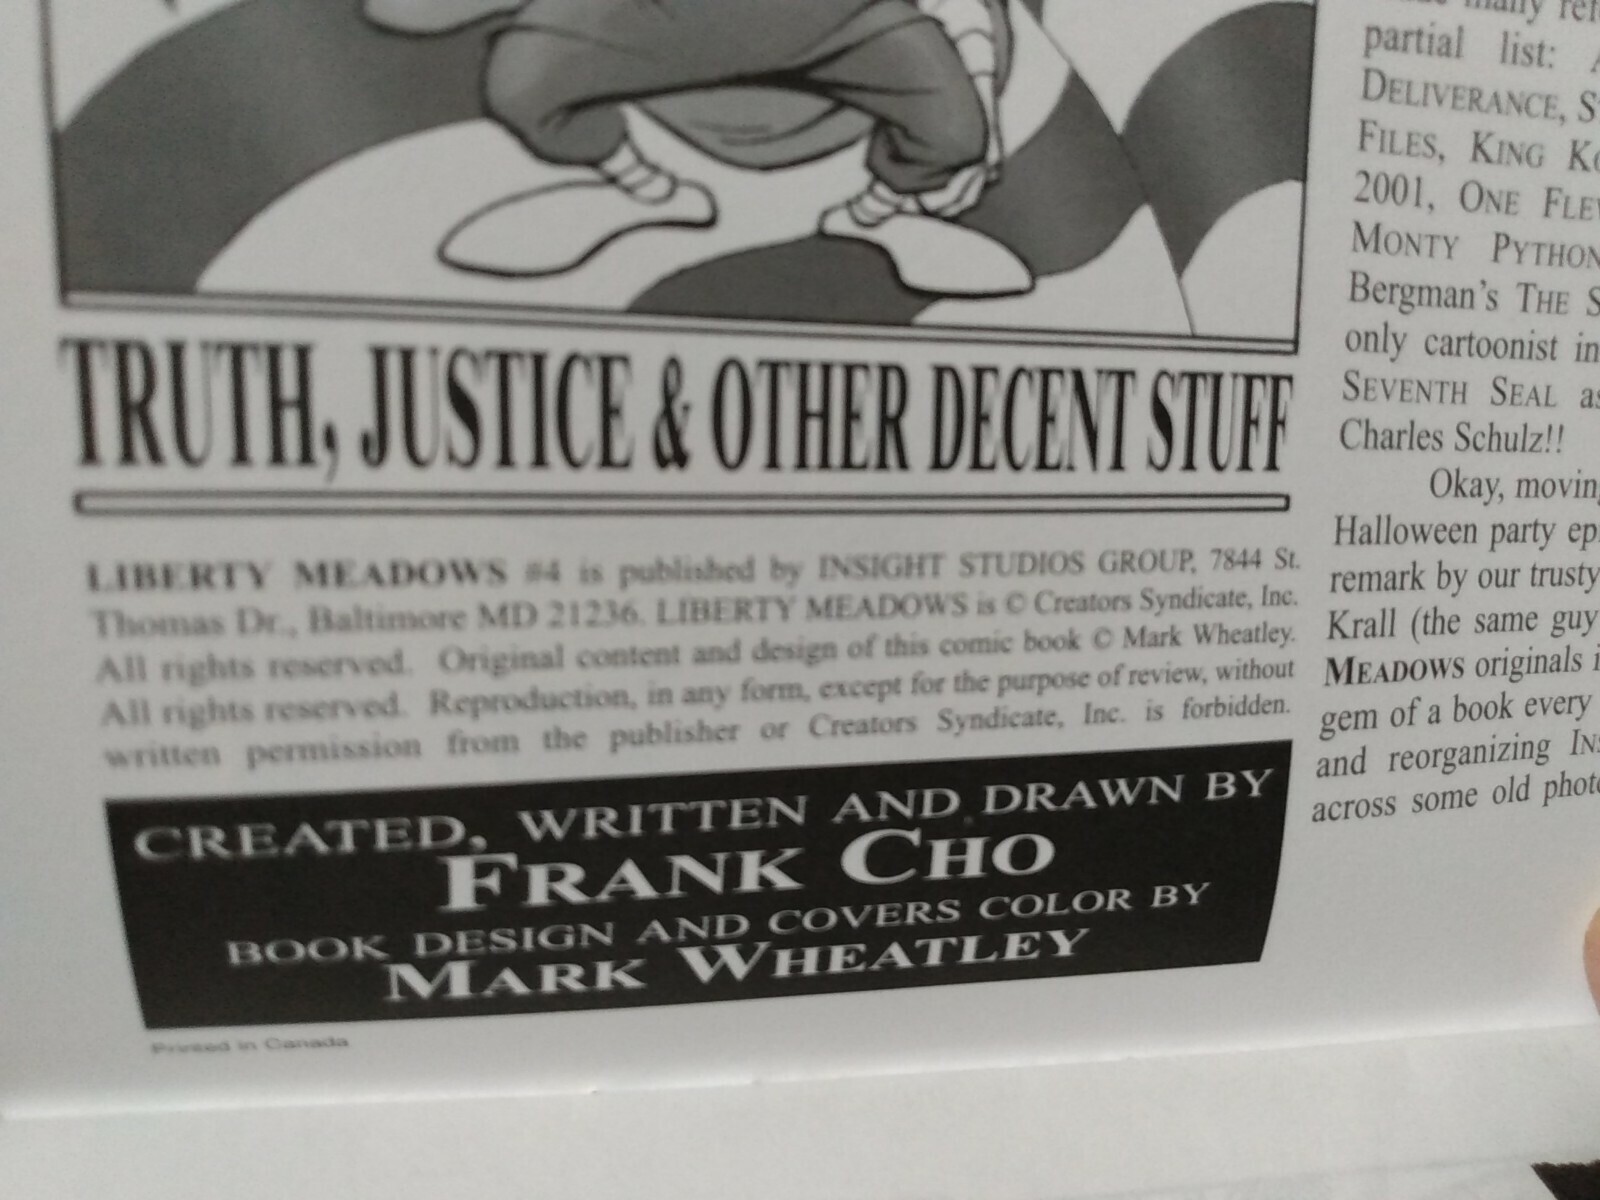 TRUTH, JUSTICE & OTHER DECENT STUFF
LIBERTY MEADOWS #4 is published by INSIGHT STUDIOS GROUP, 7844 St.
Thomas Dr., Baltimore MD 21236. LIBERTY MEADOWS is © Creators Syndicate, Inc.
All rights reserved. Original content and design of this comic book © Mark Wheatley.
All rights reserved. Reproduction, in any form, except for the purpose of review, without
written permission from the publisher or Creators Syndicate, Inc. is forbidden.
CREATED, WRITTEN AND DRAWN BY
FRANK CHO
BOOK DESIGN AND COVERS COLOR BY
MARK WHEATLEY
Printed in Canada
many
partial list:
DELIVERANCE,
FILES, KING
2001, ONE
MONTY PYTHON
Bergman's THE
only cartoonist in
SEVENTH SEAL as
Charles Schulz!!
Okay, moving
Halloween party
remark by our trusty
Krall (the same guy
MEADOWS originals
gem of a book every
and reorganizing
across some old